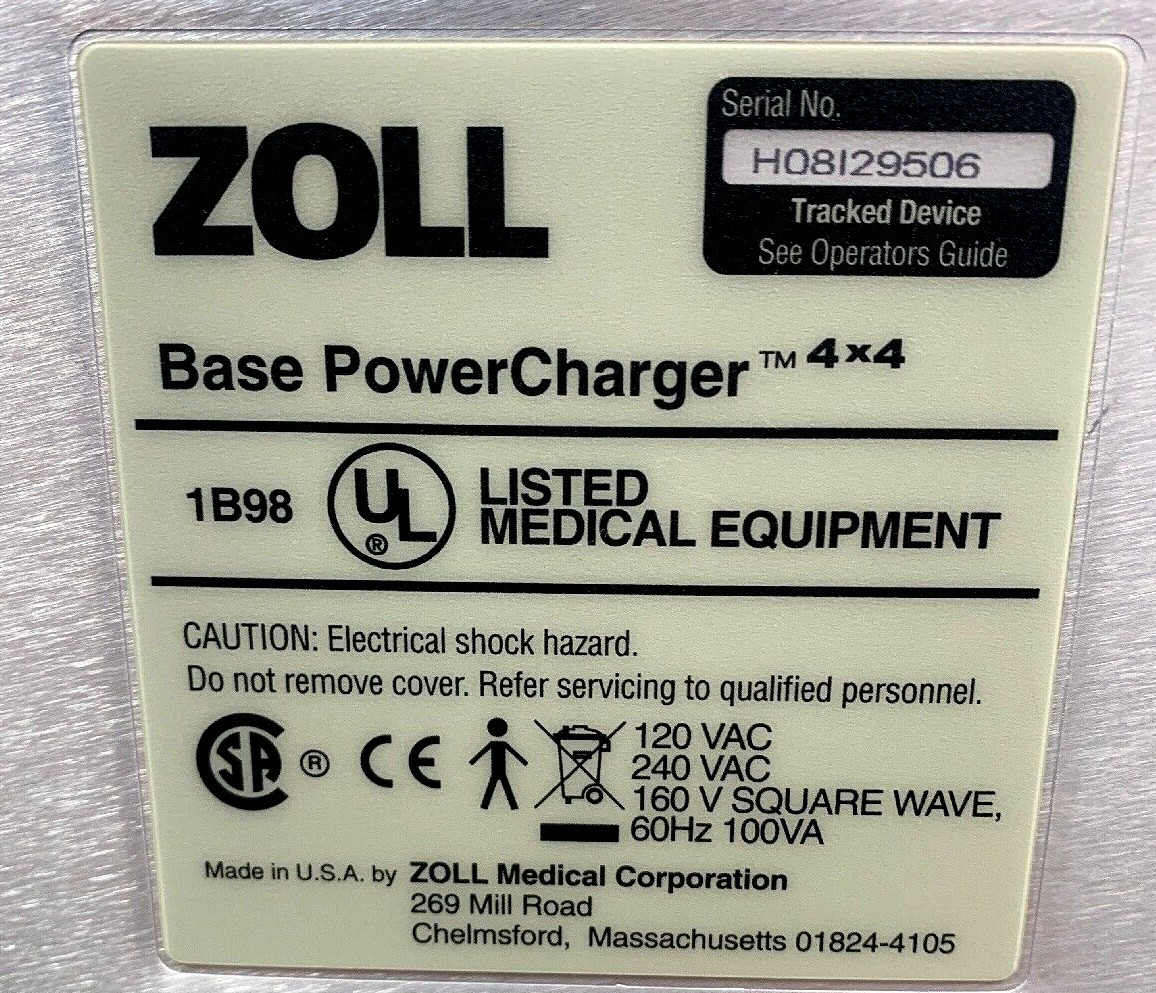 ZOLL
Serial No.
H08I29506
Tracked Device
See Operators Guide
Base PowerCharger™ 4x4
1B98 UL® LISTED
MEDICAL EQUIPMENT
CAUTION: Electrical shock hazard.
Do not remove cover. Refer servicing to qualified personnel.
SA® CE
120 VAC
240 VAC
160 V SQUARE WAVE,
60Hz 100VA
Made in U.S.A. by ZOLL Medical Corporation
269 Mill Road
Chelmsford, Massachusetts 01824-4105